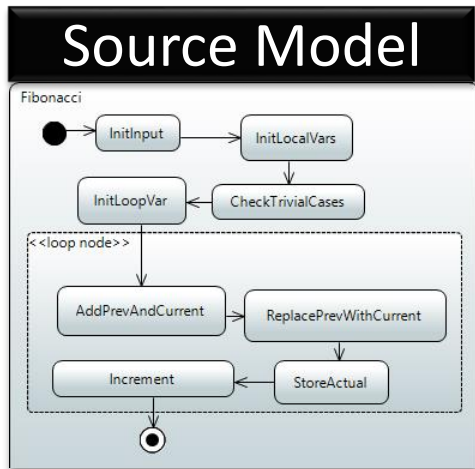 Source Model
Fibonacci
InitInput
InitLocalVars
InitLoopVar
CheckTrivialCases
<<loop node>>
AddPrevAndCurrent
ReplacePrevWithCurrent
Increment
StoreActual